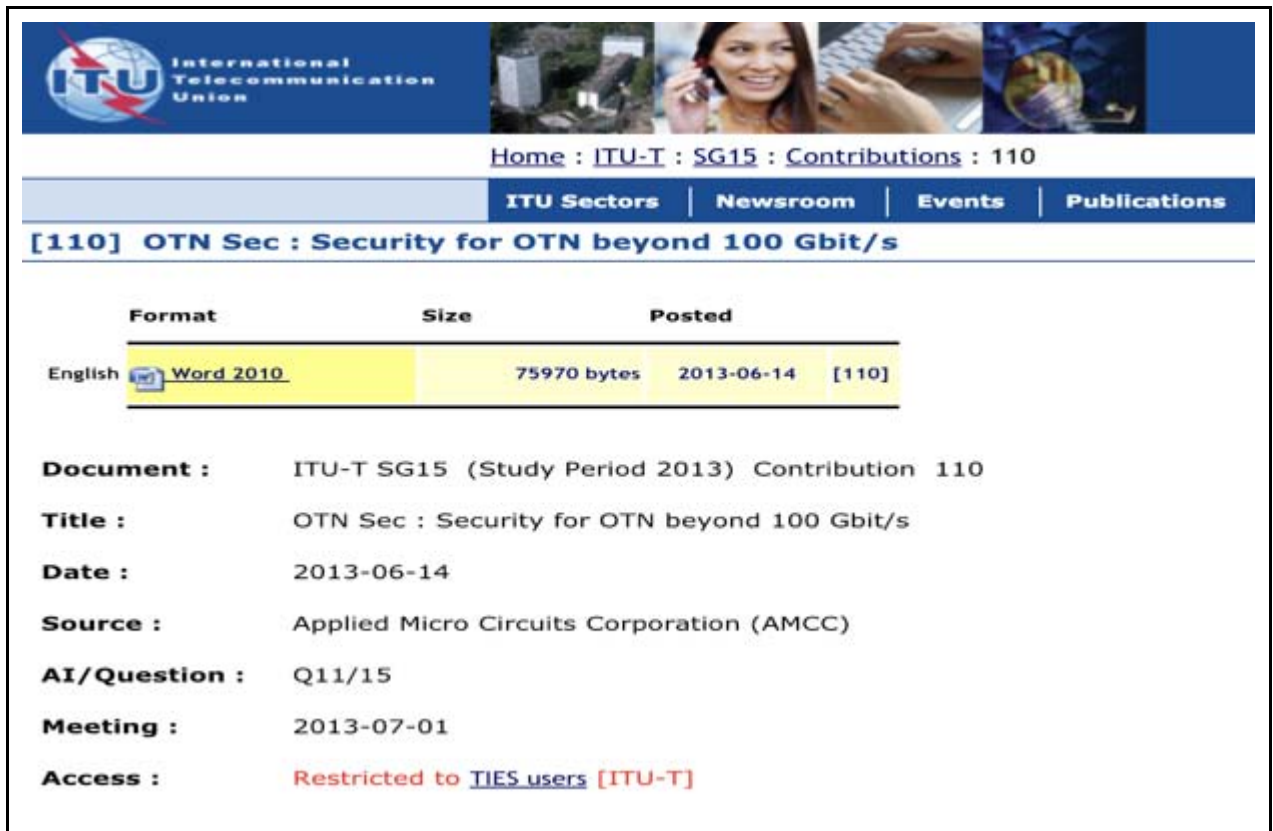 ITU
International
Telecommunication
Union
Home : ITU-T : SG15 : Contributions : 110
ITU Sectors | Newsroom | Events | Publications
[110] OTN Sec : Security for OTN beyond 100 Gbit/s
Format Size Posted
English Word 2010 75970 bytes 2013-06-14 [110]
Document : ITU-T SG15 (Study Period 2013) Contribution 110
Title : OTN Sec : Security for OTN beyond 100 Gbit/s
Date : 2013-06-14
Source : Applied Micro Circuits Corporation (AMCC)
AI/Question : Q11/15
Meeting : 2013-07-01
Access : Restricted to TIES users [ITU-T]